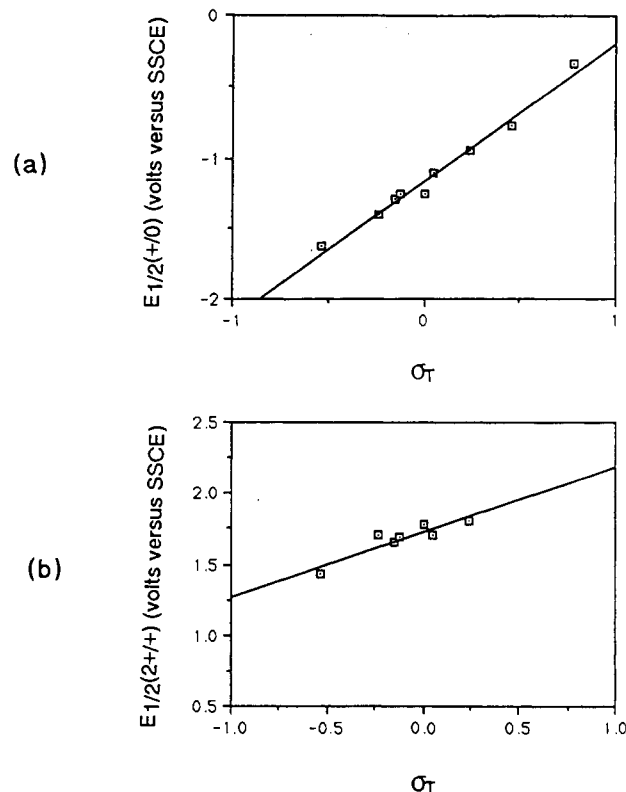 (a)
E1/2(+/0) (volts versus SSCE)
0
-1
-2
-1
0
1
σT
(b)
E1/2(2+/+) (volts versus SSCE)
2.5
2.0
1.5
1.0
0.5
-1.0
-0.5
0.0
0.5
1.0
σT